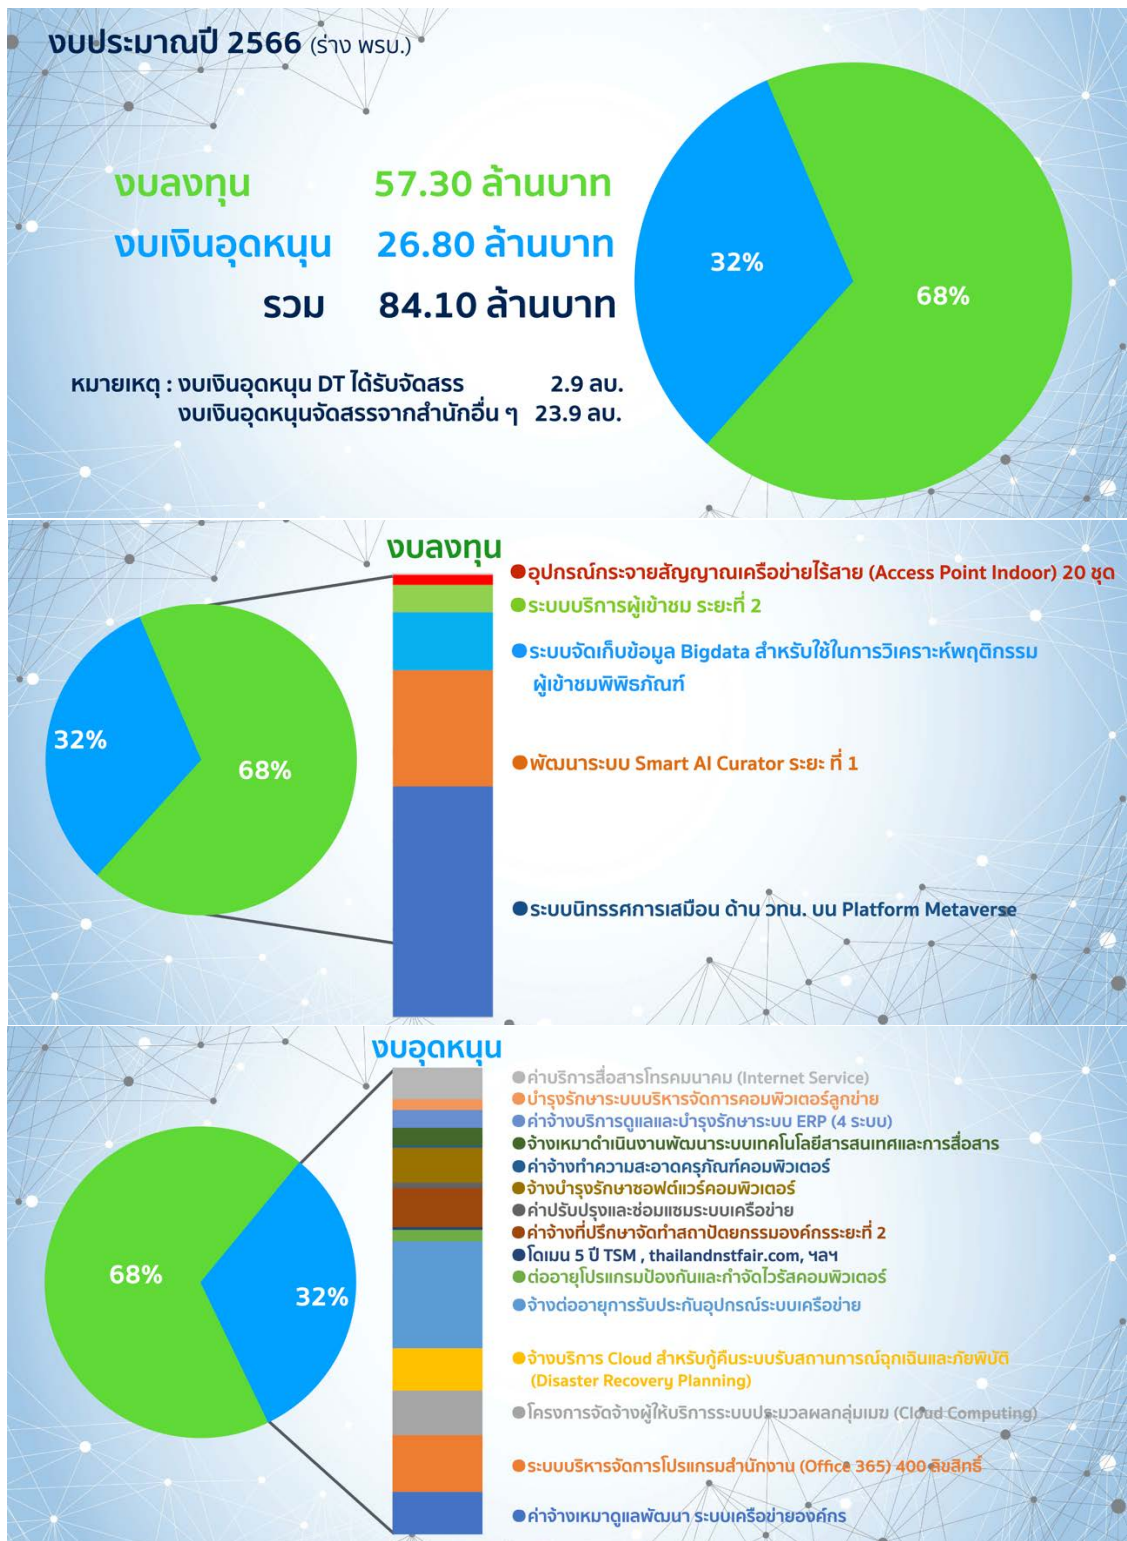 งบประมาณปี 2566 (ร่าง พรบ.)
งบลงทุน 57.30 ล้านบาท
งบเงินอุดหนุน 26.80 ล้านบาท
รวม 84.10 ล้านบาท
หมายเหตุ : งบเงินอุดหนุน DT ได้รับจัดสรร 2.9 ลบ.
งบเงินอุดหนุนจัดสรรจากสำนักอื่น ๆ 23.9 ลบ.
32%
68%
งบลงทุน
อุปกรณ์กระจายสัญญาณเครือข่ายไร้สาย (Access Point Indoor) 20 ชุด
ระบบบริการผู้เข้าชม ระยะที่ 2
ระบบจัดเก็บข้อมูล Bigdata สำหรับใช้ในการวิเคราะห์พฤติกรรม
ผู้เข้าชมพิพิธภัณฑ์
32%
68%
พัฒนาระบบ Smart AI Curator ระยะ ที่ 1
ระบบนิทรรศการเสมือน ด้าน วทน. บน Platform Metaverse
งบอุดหนุน
ค่าบริการสื่อสารโทรคมนาคม (Internet Service)
บำรุงรักษาระบบบริหารจัดการคอมพิวเตอร์ลูกข่าย
ค่าจ้างบริการดูแลและบำรุงรักษาระบบ ERP (4 ระบบ)
จ้างเหมาดำเนินงานพัฒนาระบบเทคโนโลยีสารสนเทศและการสื่อสาร
ค่าจ้างทำความสะอาดครุภัณฑ์คอมพิวเตอร์
จ้างบำรุงรักษาซอฟต์แวร์คอมพิวเตอร์
ค่าปรับปรุงและซ่อมแซมระบบเครือข่าย
ค่าจ้างที่ปรึกษาจัดทำสถาปัตยกรรมองค์กรระยะที่ 2
โดเมน 5 ปี TSM , thailandnstfair.com, ฯลฯ
ต่ออายุโปรแกรมป้องกันและกำจัดไวรัสคอมพิวเตอร์
จ้างต่ออายุการรับประกันอุปกรณ์ระบบเครือข่าย
68%
32%
จ้างบริการ Cloud สำหรับกู้คืนระบบรับสถานการณ์ฉุกเฉินและภัยพิบัติ
(Disaster Recovery Planning)
โครงการจัดจ้างผู้ให้บริการระบบประมวลผลกลุ่มเมฆ (Cloud Computing)
ระบบบริหารจัดการโปรแกรมสำนักงาน (Office 365) 400 ลิขสิทธิ์
ค่าจ้างเหมาดูแลพัฒนา ระบบเครือข่ายองค์กร